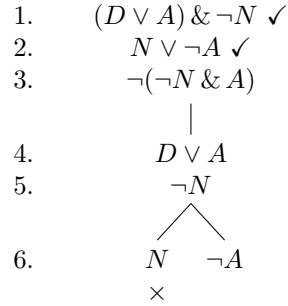 1. (D ∨ A) & ¬N ✓
2. N ∨ ¬A ✓
3. ¬(¬N & A)
4. D ∨ A
5. ¬N
6. N ¬A
×